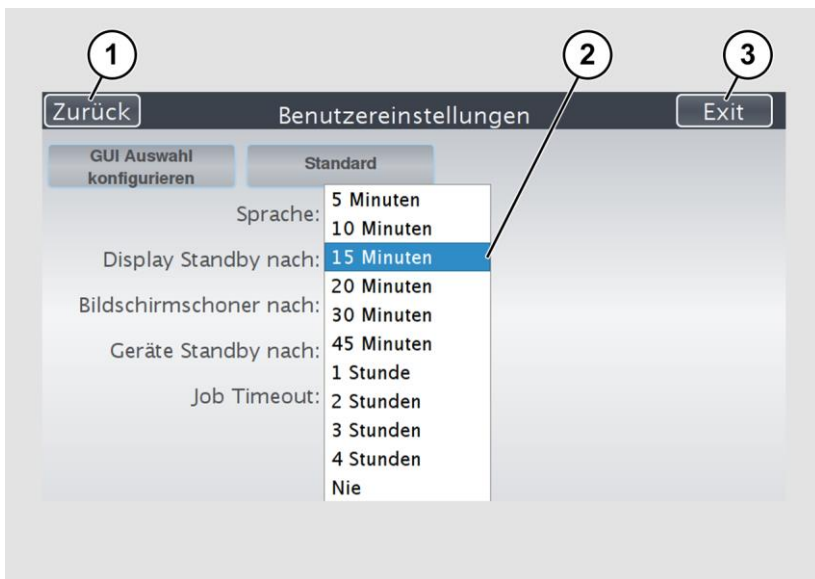 1 2 3
Zurück Benutzereinstellungen Exit
GUI Auswahl
konfigurieren
Standard
Sprache:
Display Standby nach:
Bildschirmschoner nach:
Geräte Standby nach:
Job Timeout:
5 Minuten
10 Minuten
15 Minuten
20 Minuten
30 Minuten
45 Minuten
1 Stunde
2 Stunden
3 Stunden
4 Stunden
Nie